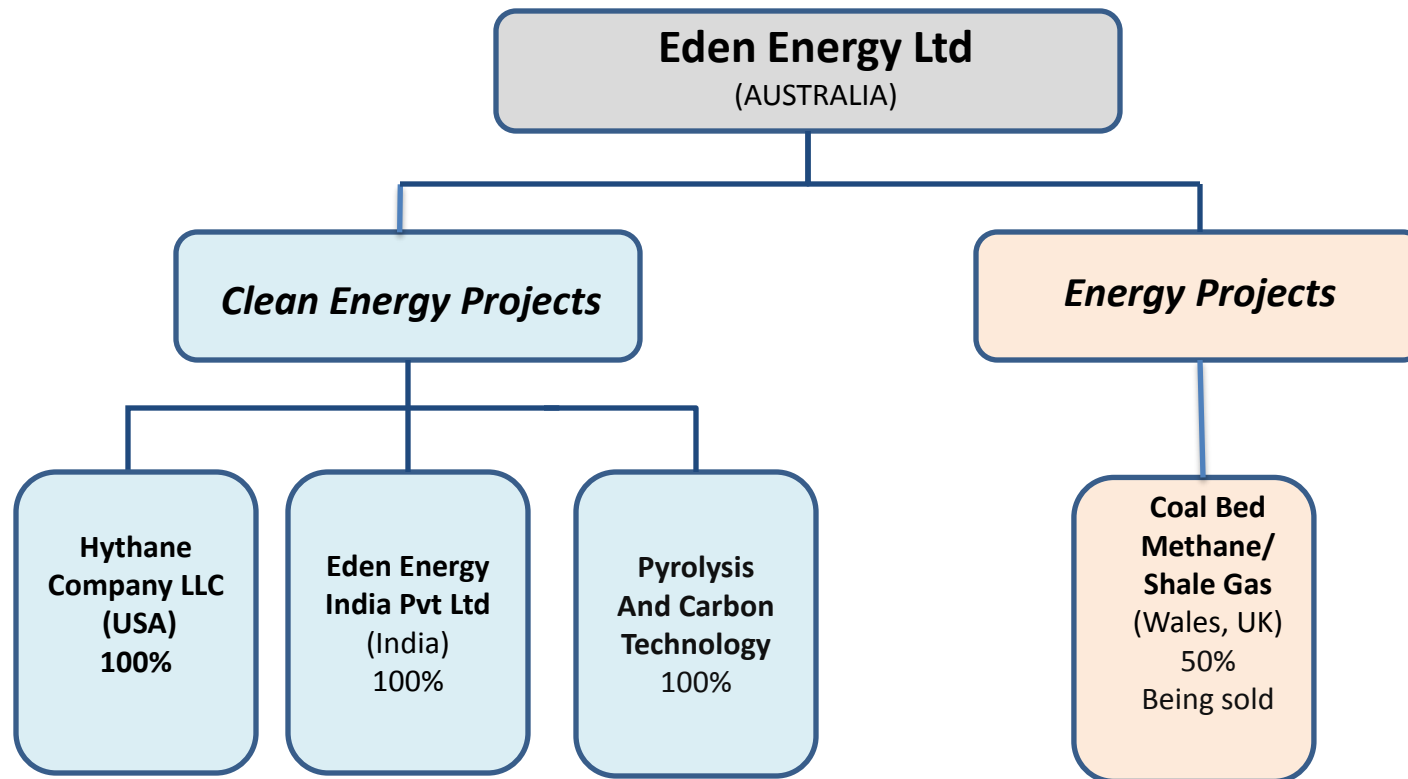 Eden Energy Ltd
(AUSTRALIA)
Clean Energy Projects
Energy Projects
Hythane
Company LLC
(USA)
100%
Eden Energy
India Pvt Ltd
(India)
100%
Pyrolysis
And Carbon
Technology
100%
Coal Bed
Methane/
Shale Gas
(Wales, UK)
50%
Being sold